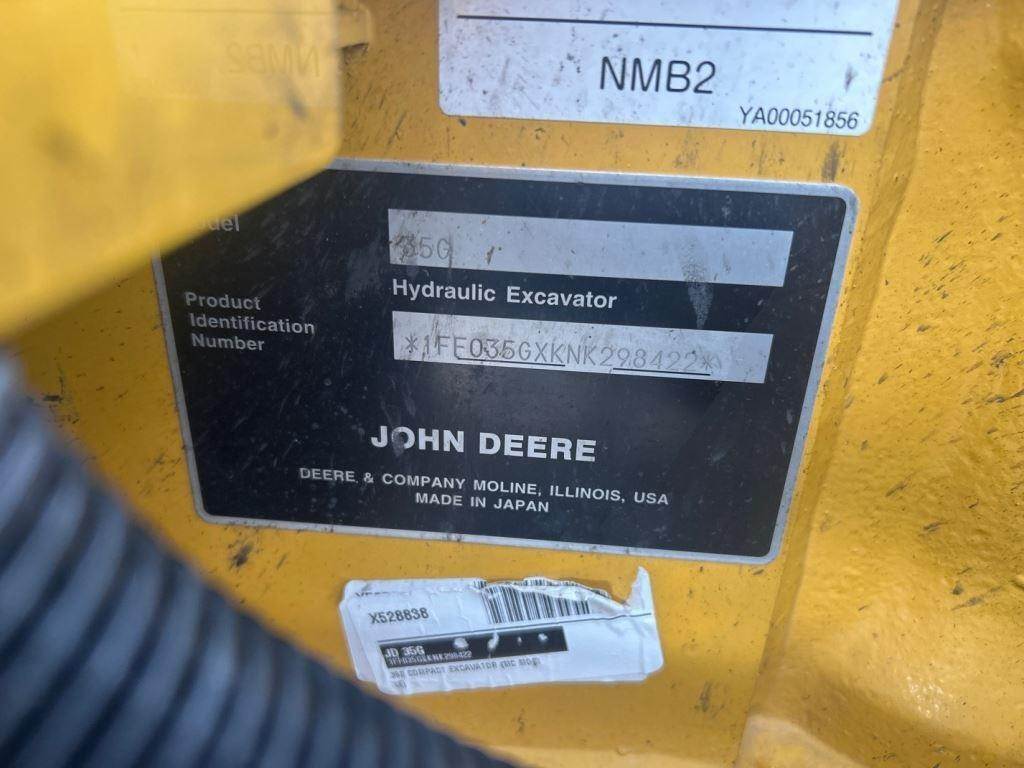 NMB2
YA00051856
35G
Hydraulic Excavator
Product
Identification
Number
*1FF035GXKNK298422*
JOHN DEERE
DEERE & COMPANY MOLINE, ILLINOIS, USA
MADE IN JAPAN
X528838
JD 35G
1FF035GXKNK298422